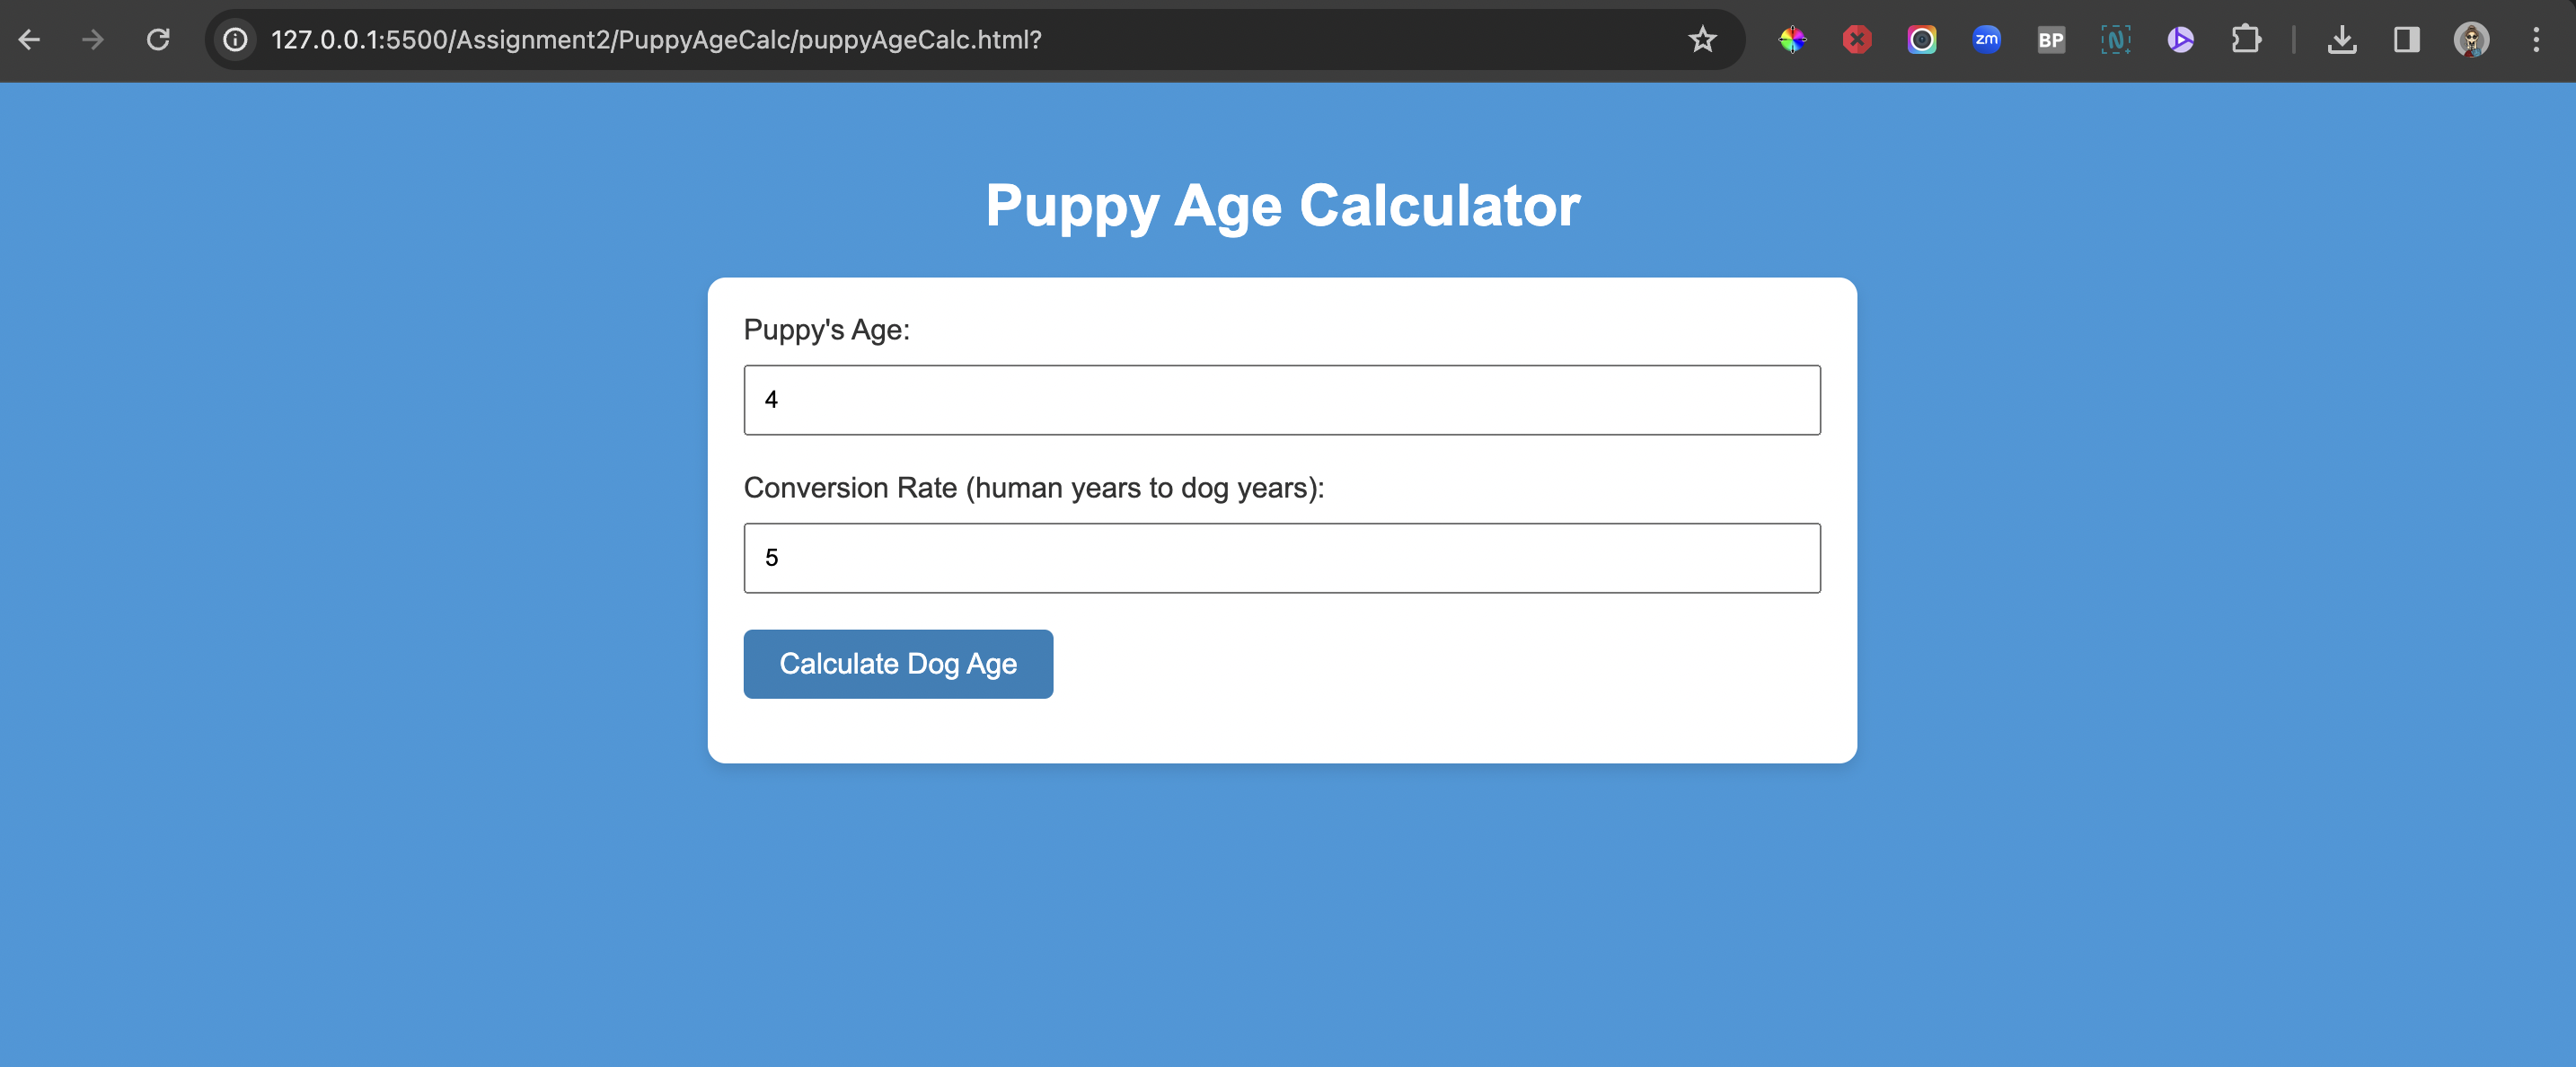 127.0.0.1:5500/Assignment2/PuppyAgeCalc/puppyAgeCalc.html?
zm
BP
N
Puppy Age Calculator
Puppy's Age:
4
Conversion Rate (human years to dog years):
5
Calculate Dog Age